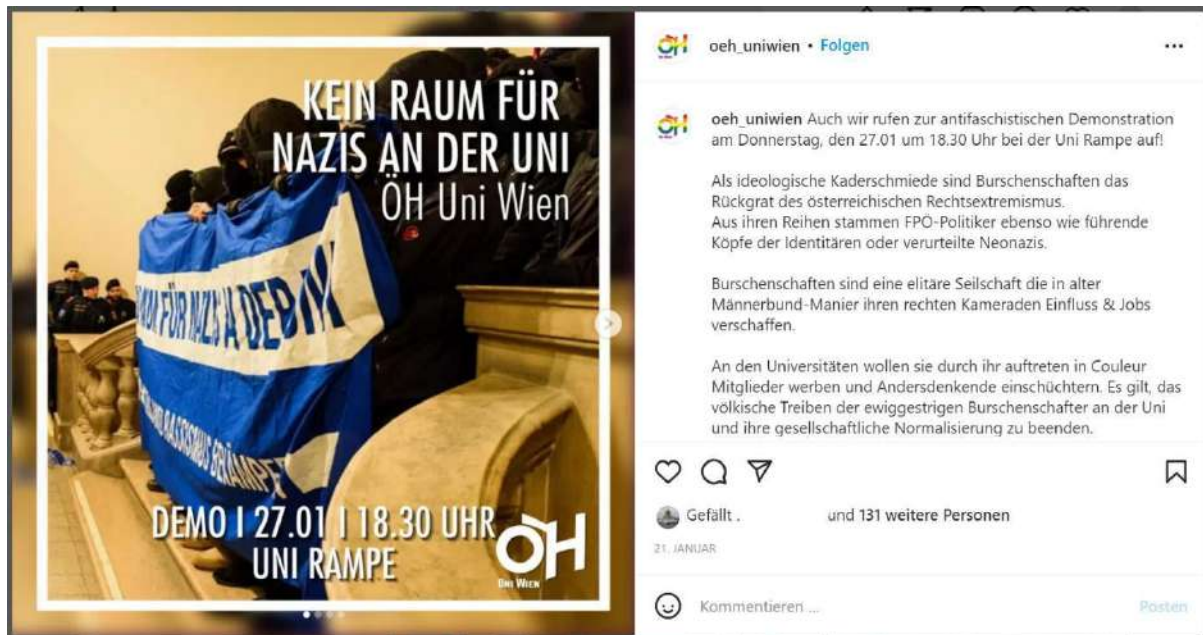 KEIN RAUM FÜR
NAZIS AN DER UNI
ÖH Uni Wien
FÜR NAZIS
DEMO I 27.01 I 18.30 UHR
UNI RAMPE
ÖH
UNI WIEN
oeh_uniwien • Folgen
oeh_uniwien Auch wir rufen zur antifaschistischen Demonstration
am Donnerstag, den 27.01 um 18.30 Uhr bei der Uni Rampe auf!
Als ideologische Kaderschmiede sind Burschenschaften das
Rückgrat des österreichischen Rechtsextremismus.
Aus ihren Reihen stammen FPÖ-Politiker ebenso wie führende
Köpfe der Identitären oder verurteilte Neonazis.
Burschenschaften sind eine elitäre Seilschaft die in alter
Männerbund-Manier ihren rechten Kameraden Einfluss & Jobs
verschaffen.
An den Universitäten wollen sie durch ihr auftreten in Couleur
Mitglieder werben und Andersdenkende einschüchtern. Es gilt, das
völkische Treiben der ewiggestrigen Burschenschafter an der Uni
und ihre gesellschaftliche Normalisierung zu beenden.
Gefällt . und 131 weitere Personen
21. JANUAR
Kommentieren ...
Posten